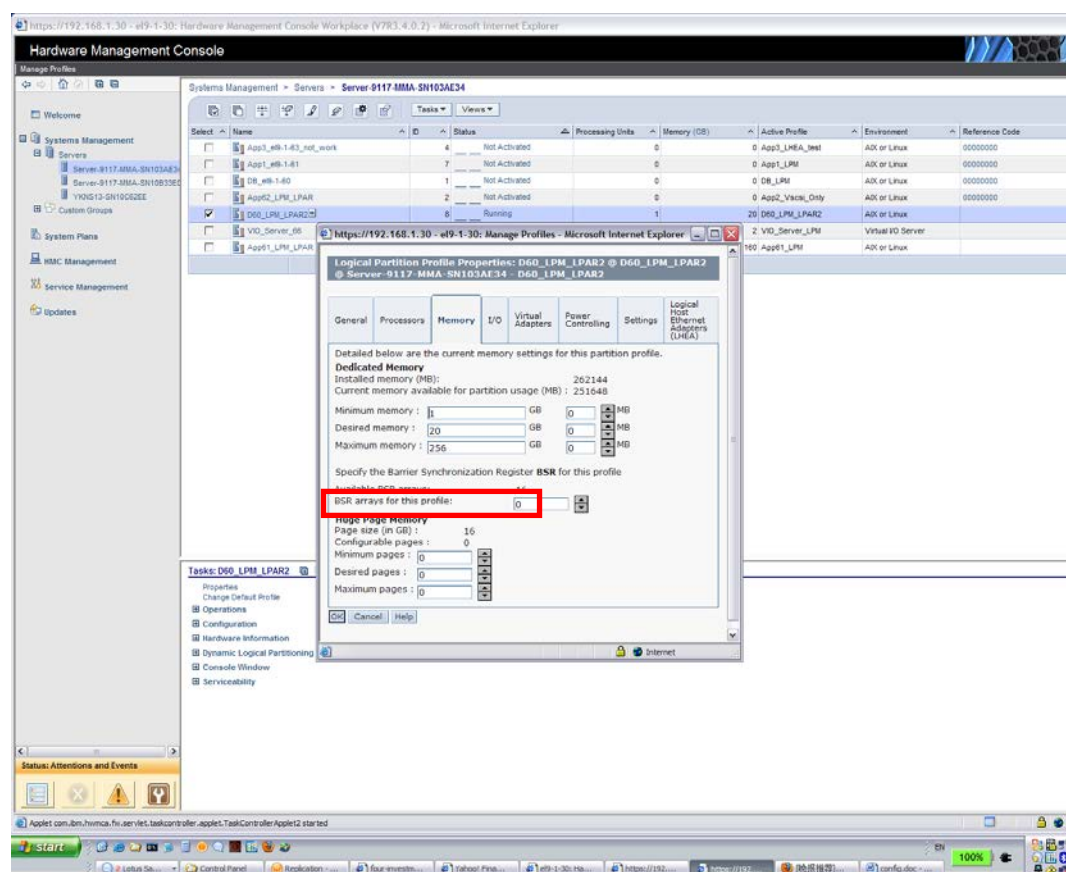 https://192.168.1.30 - el9-1-30: Hardware Management Console Workplace (V7R3.4.0.2) - Microsoft Internet Explorer
Hardware Management Console
Manage Profiles
Welcome
Systems Management
Servers
Server-9117-MMA-SN103AE3
Server-9117-MMA-SN10B33E
YKNS13-SN10C62EE
Custom Groups
System Plans
HMC Management
Service Management
Updates
Systems Management > Servers > Server-9117-MMA-SN103AE34
Tasks Views
Select Name ID Status Processing Units Memory (GB) Active Profile Environment Reference Code
App3_el9-1-63_not_work 4 Not Activated 0 0 App3_LHEA_test AIX or Linux 00000000
App1_el9-1-61 7 Not Activated 0 0 App1_LPM AIX or Linux 00000000
DB_el9-1-60 1 Not Activated 0 0 DB_LPM AIX or Linux 00000000
App62_LPM_LPAR 2 Not Activated 0 0 App2_Vscsi_Only AIX or Linux 00000000
D60_LPM_LPAR2 8 Running 1 20 D60_LPM_LPAR2 AIX or Linux
VIO_Server_66 2 VIO_Server_LPM Virtual I/O Server
App61_LPM_LPAR 160 App61_LPM AIX or Linux
https://192.168.1.30 - el9-1-30: Manage Profiles - Microsoft Internet Explorer
Logical Partition Profile Properties: D60_LPM_LPAR2 @ D60_LPM_LPAR2
@ Server-9117-MMA-SN103AE34 - D60_LPM_LPAR2
General Processors Memory I/O Virtual Adapters Power Controlling Settings Logical Host Ethernet Adapters (LHEA)
Detailed below are the current memory settings for this partition profile.
Dedicated Memory
Installed memory (MB): 262144
Current memory available for partition usage (MB) : 251648
Minimum memory : 1 GB 0 MB
Desired memory : 20 GB 0 MB
Maximum memory : 256 GB 0 MB
Specify the Barrier Synchronization Register BSR for this profile
Available BSR arrays: 16
BSR arrays for this profile: 0
Huge Page Memory
Page size (in GB) : 16
Configurable pages : 0
Minimum pages : 0
Desired pages : 0
Maximum pages : 0
OK Cancel Help
Internet
Tasks: D60_LPM_LPAR2
Properties
Change Default Profile
Operations
Configuration
Hardware Information
Dynamic Logical Partitioning
Console Window
Serviceability
Status: Attentions and Events
Applet com.ibm.hwmca.fw.servlet.taskcontroller.applet.TaskControllerApplet2 started
start
EN
100%
2 Lotus Sa... Control Panel Replication - ... four-investm... Yahoo! Fina... el9-1-30: Ha... https://192.... https://192.... config.doc - ...